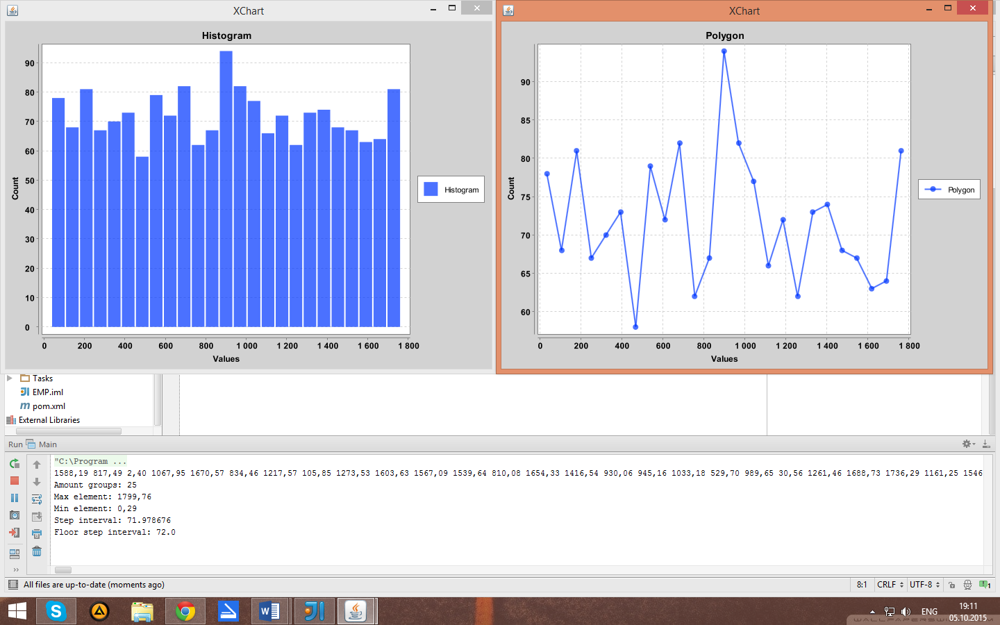 XChart
Histogram
90
80
70
60
50
40
30
20
10
0
Count
0 200 400 600 800 1 000 1 200 1 400 1 600 1 800
Values
Histogram
XChart
Polygon
90
85
80
75
70
65
60
Count
0 200 400 600 800 1 000 1 200 1 400 1 600 1 800
Values
Polygon
Tasks
EMP.iml
pom.xml
External Libraries
Run Main
"C:\Program ...
1588,19 817,49 2,40 1067,95 1670,57 834,46 1217,57 105,85 1273,53 1603,63 1567,09 1539,64 810,08 1654,33 1416,54 930,06 945,16 1033,18 529,70 989,65 30,56 1261,46 1688,73 1736,29 1161,25 1546
Amount groups: 25
Max element: 1799,76
Min element: 0,29
Step interval: 71.978676
Floor step interval: 72.0
All files are up-to-date (moments ago)
8:1 CRLF UTF-8 1
ENG
19:11
05.10.2015